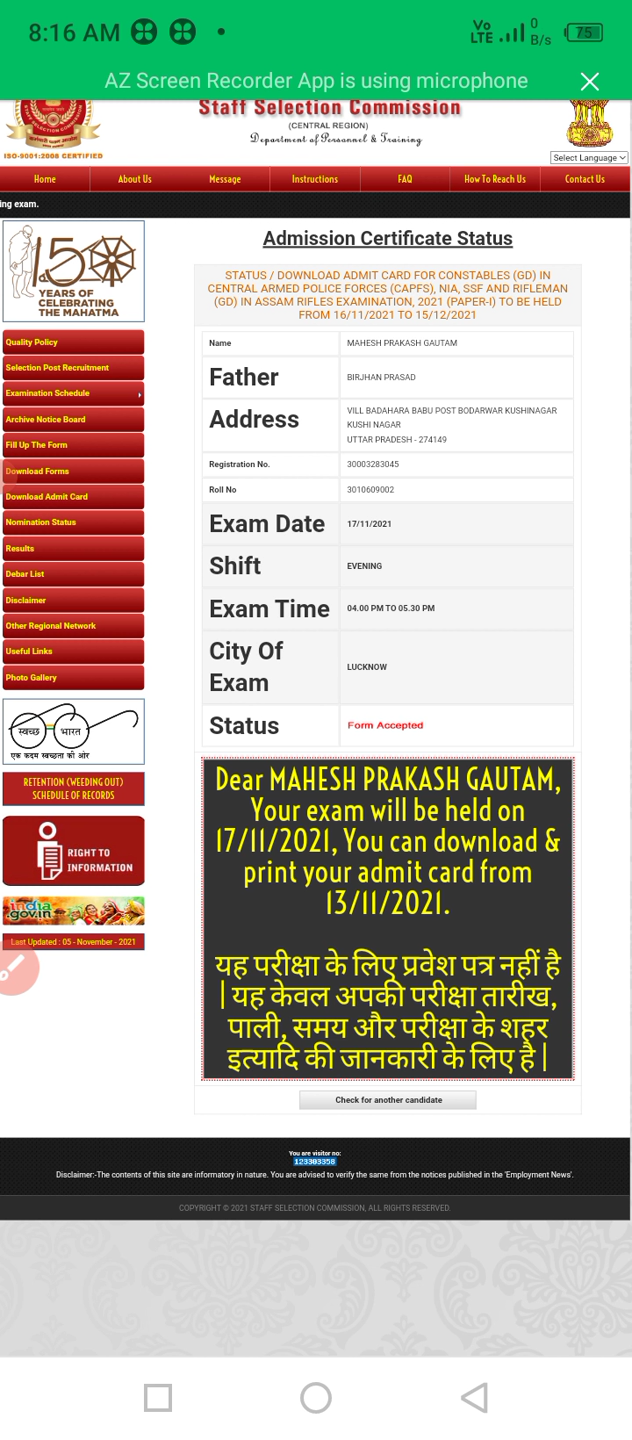 8:16 AM
Vo
LTE
0
B/s
75
AZ Screen Recorder App is using microphone
Staff Selection Commission
(CENTRAL REGION)
Department of Personnel & Training
ISO-9001:2008 CERTIFIED
Select Language
Home About Us Message Instructions FAQ How To Reach Us Contact Us
ing exam.
150
YEARS OF
CELEBRATING
THE MAHATMA
Quality Policy
Selection Post Recruitment
Examination Schedule
Archive Notice Board
Fill Up The Form
Download Forms
Download Admit Card
Nomination Status
Results
Debar List
Disclaimer
Other Regional Network
Useful Links
Photo Gallery
स्वच्छ भारत
एक कदम स्वच्छता की ओर
RETENTION (WEEDING OUT)
SCHEDULE OF RECORDS
RIGHT TO
INFORMATION
india
gov.in
Last Updated : 05 - November - 2021
Admission Certificate Status
STATUS / DOWNLOAD ADMIT CARD FOR CONSTABLES (GD) IN
CENTRAL ARMED POLICE FORCES (CAPFS), NIA, SSF AND RIFLEMAN
(GD) IN ASSAM RIFLES EXAMINATION, 2021 (PAPER-I) TO BE HELD
FROM 16/11/2021 TO 15/12/2021
Name MAHESH PRAKASH GAUTAM
Father BIRJHAN PRASAD
Address VILL BADAHARA BABU POST BODARWAR KUSHINAGAR
KUSHI NAGAR
UTTAR PRADESH - 274149
Registration No. 30003283045
Roll No 3010609002
Exam Date 17/11/2021
Shift EVENING
Exam Time 04.00 PM TO 05.30 PM
City Of
Exam LUCKNOW
Status Form Accepted
Dear MAHESH PRAKASH GAUTAM,
Your exam will be held on
17/11/2021, You can download &
print your admit card from
13/11/2021.
यह परीक्षा के लिए प्रवेश पत्र नहीं है
| यह केवल अपकी परीक्षा तारीख,
पाली, समय और परीक्षा के शहर
इत्यादि की जानकारी के लिए है |
Check for another candidate
You are visitor no:
123303358
Disclaimer:-The contents of this site are informatory in nature. You are advised to verify the same from the notices published in the 'Employment News'.
COPYRIGHT © 2021 STAFF SELECTION COMMISSION, ALL RIGHTS RESERVED.